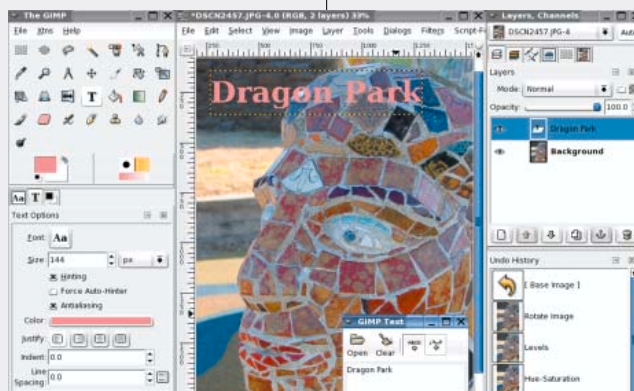 The GIMP
File Xtns Help
Text Options
Font: Aa
Size: 144 px
Hinting
Force Auto-Hinter
Antialiasing
Color:
Justify:
Indent: 0.0
Line Spacing: 0.0
*DSCN2457.JPG-4.0 (RGB, 2 layers) 33%
File Edit Select View Image Layer Tools Dialogs Filters Script-F
Dragon Park
GIMP Text
Open Clear
Dragon Park
Layers, Channels
DSCN2457.JPG-4 Aut
Layers
Mode: Normal
Opacity: 100.0
Dragon Park
Background
Undo History
[ Base Image ]
Rotate Image
Levels
Hue-Saturation